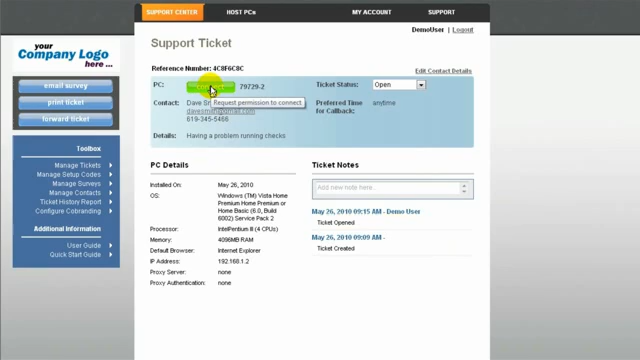 SUPPORT CENTER
HOST PCs
MY ACCOUNT
SUPPORT
DemoUser | Logout
your
Company Logo
here ...
email survey
print ticket
forward ticket
Toolbox
Manage Tickets
Manage Setup Codes
Manage Surveys
Manage Contacts
Ticket History Report
Configure Cobranding
Additional Information
User Guide
Quick Start Guide
Support Ticket
Reference Number: 4C8F6C8C
Edit Contact Details
PC:
79729-2
Request permission to connect
Ticket Status:
Open
Contact:
619-345-5466
Preferred Time
for Callback:
anytime
Details:
Having a problem running checks
PC Details
Installed On:
May 26, 2010
OS:
Windows (TM) Vista Home
Premium Home Premium or
Home Basic (6.0, Build
6002) Service Pack 2
Processor:
IntelPentium III (4 CPUs)
Memory:
4096MB RAM
Default Browser:
Internet Explorer
IP Address:
192.168.1.2
Proxy Server:
none
Proxy Authentication:
none
Ticket Notes
Add new note here...
May 26, 2010 09:15 AM - Demo User
Ticket Opened
May 26, 2010 09:09 AM -
Ticket Created